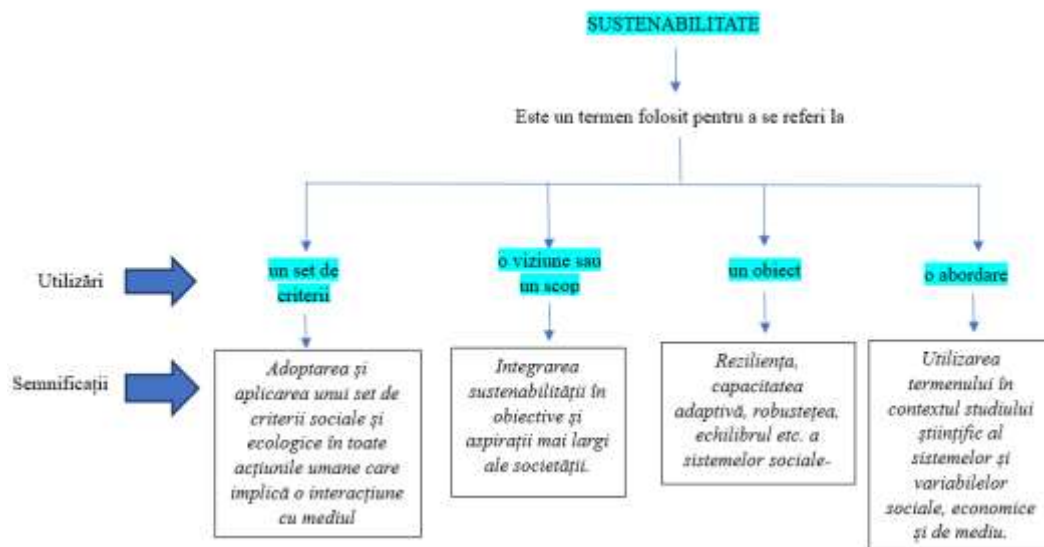 SUSTENABILITATE
Este un termen folosit pentru a se referi la
Utilizări
un set de
criterii
o viziune sau
un scop
un obiect
o abordare
Semnificații
Adoptarea și
aplicarea unui set de
criterii sociale și
ecologice în toate
acțiunile umane care
implică o interacțiune
cu mediul
Integrarea
sustenabilității în
obiective și
aspirații mai largi
ale societății.
Reziliența,
capacitatea
adaptivă, robustețea,
echilibrul etc. a
sistemelor sociale-
Utilizarea
termenului în
contextul studiului
științific al
sistemelor și
variabilelor
sociale, economice
și de mediu.